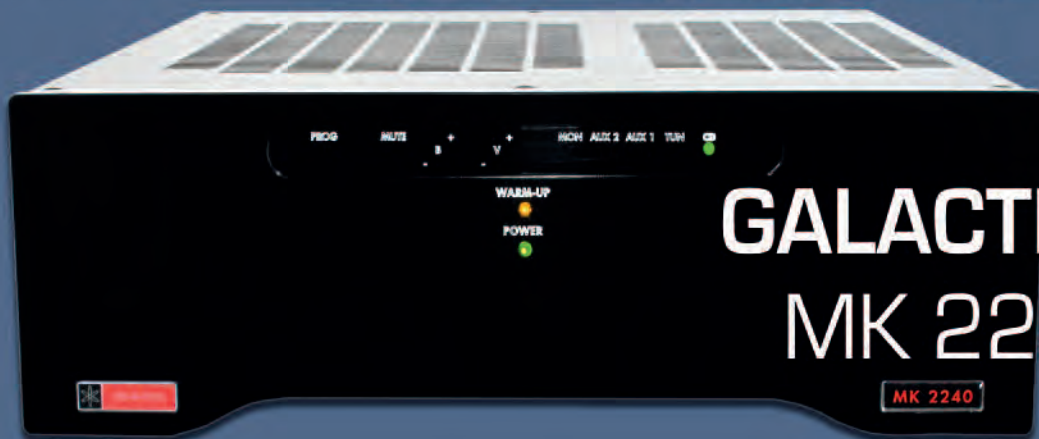 PROG MUTE + + MON AUX 2 AUX 1 TUN CD
B V
- -
WARM-UP
POWER
GALACTI
MK 22
MK 2240